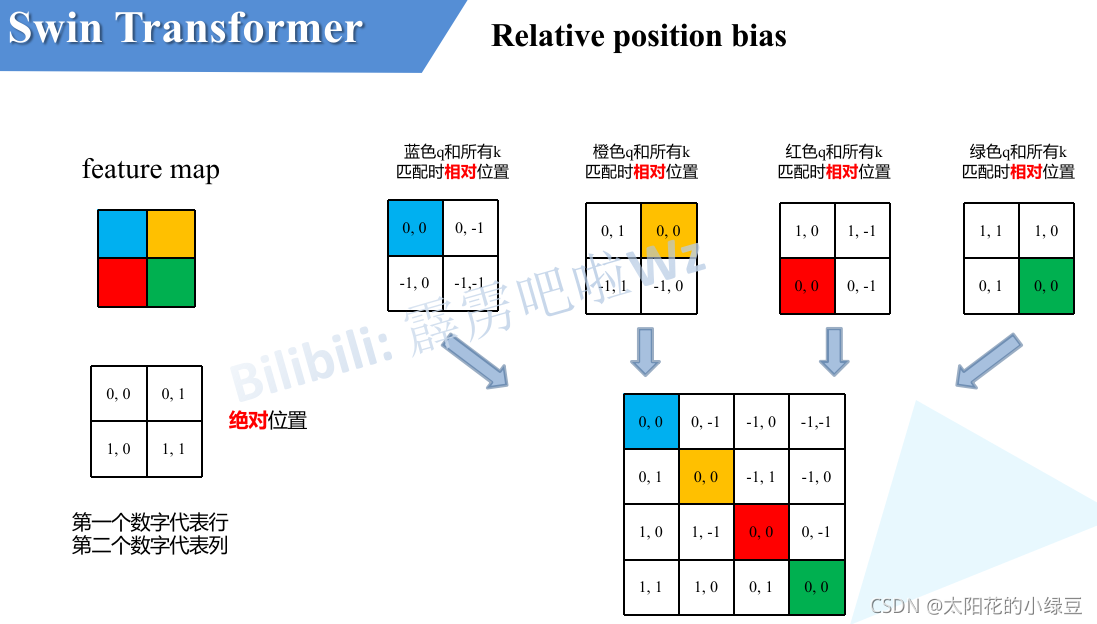 Swin Transformer
Relative position bias
feature map
蓝色q和所有k
匹配时相对位置
橙色q和所有k
匹配时相对位置
红色q和所有k
匹配时相对位置
绿色q和所有k
匹配时相对位置
0, 0 0, -1
-1, 0 -1,-1
0, 1 0, 0
-1, 1 -1, 0
1, 0 1, -1
0, 0 0, -1
1, 1 1, 0
0, 1 0, 0
Bilibili: 霹雳吧啦Wz
0, 0 0, 1
1, 0 1, 1
绝对位置
第一个数字代表行
第二个数字代表列
0, 0 0, -1 -1, 0 -1,-1
0, 1 0, 0 -1, 1 -1, 0
1, 0 1, -1 0, 0 0, -1
1, 1 1, 0 0, 1 0, 0
CSDN @太阳花的小绿豆